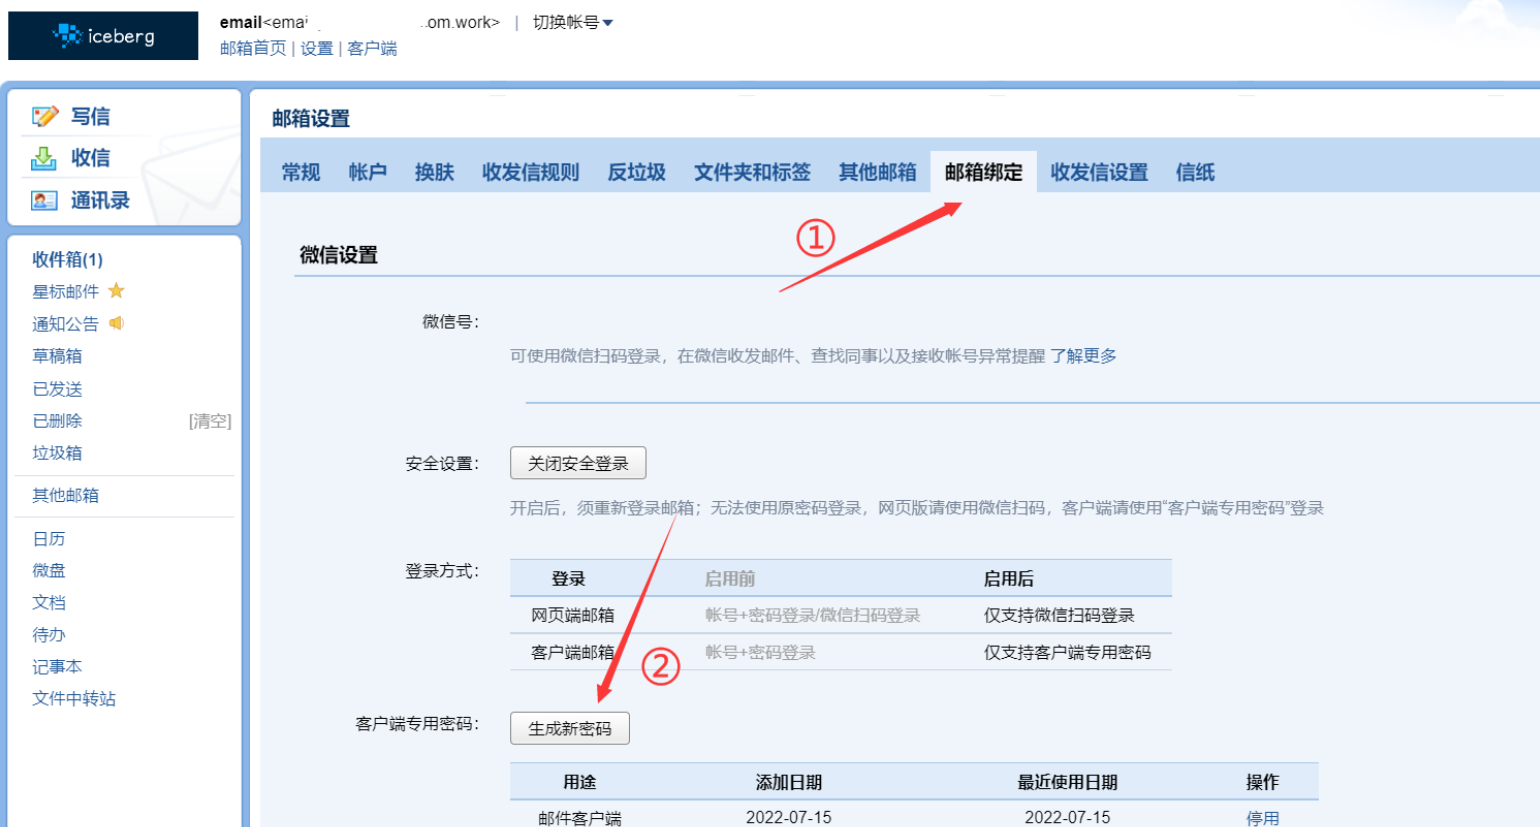 iceberg
email<emai ..om.work> | 切换帐号
邮箱首页 | 设置 | 客户端
写信
收信
通讯录
收件箱(1)
星标邮件
通知公告
草稿箱
已发送
已删除 [清空]
垃圾箱
其他邮箱
日历
微盘
文档
待办
记事本
文件中转站
邮箱设置
常规 帐户 换肤 收发信规则 反垃圾 文件夹和标签 其他邮箱 邮箱绑定 收发信设置 信纸
①
微信设置
微信号：
可使用微信扫码登录，在微信收发邮件、查找同事以及接收帐号异常提醒 了解更多
安全设置： 关闭安全登录
开启后，须重新登录邮箱；无法使用原密码登录，网页版请使用微信扫码，客户端请使用“客户端专用密码”登录
登录方式： 登录 启用前 启用后
网页端邮箱 帐号+密码登录/微信扫码登录 仅支持微信扫码登录
客户端邮箱 帐号+密码登录 仅支持客户端专用密码
②
客户端专用密码： 生成新密码
用途 添加日期 最近使用日期 操作
邮件客户端 2022-07-15 2022-07-15 停用